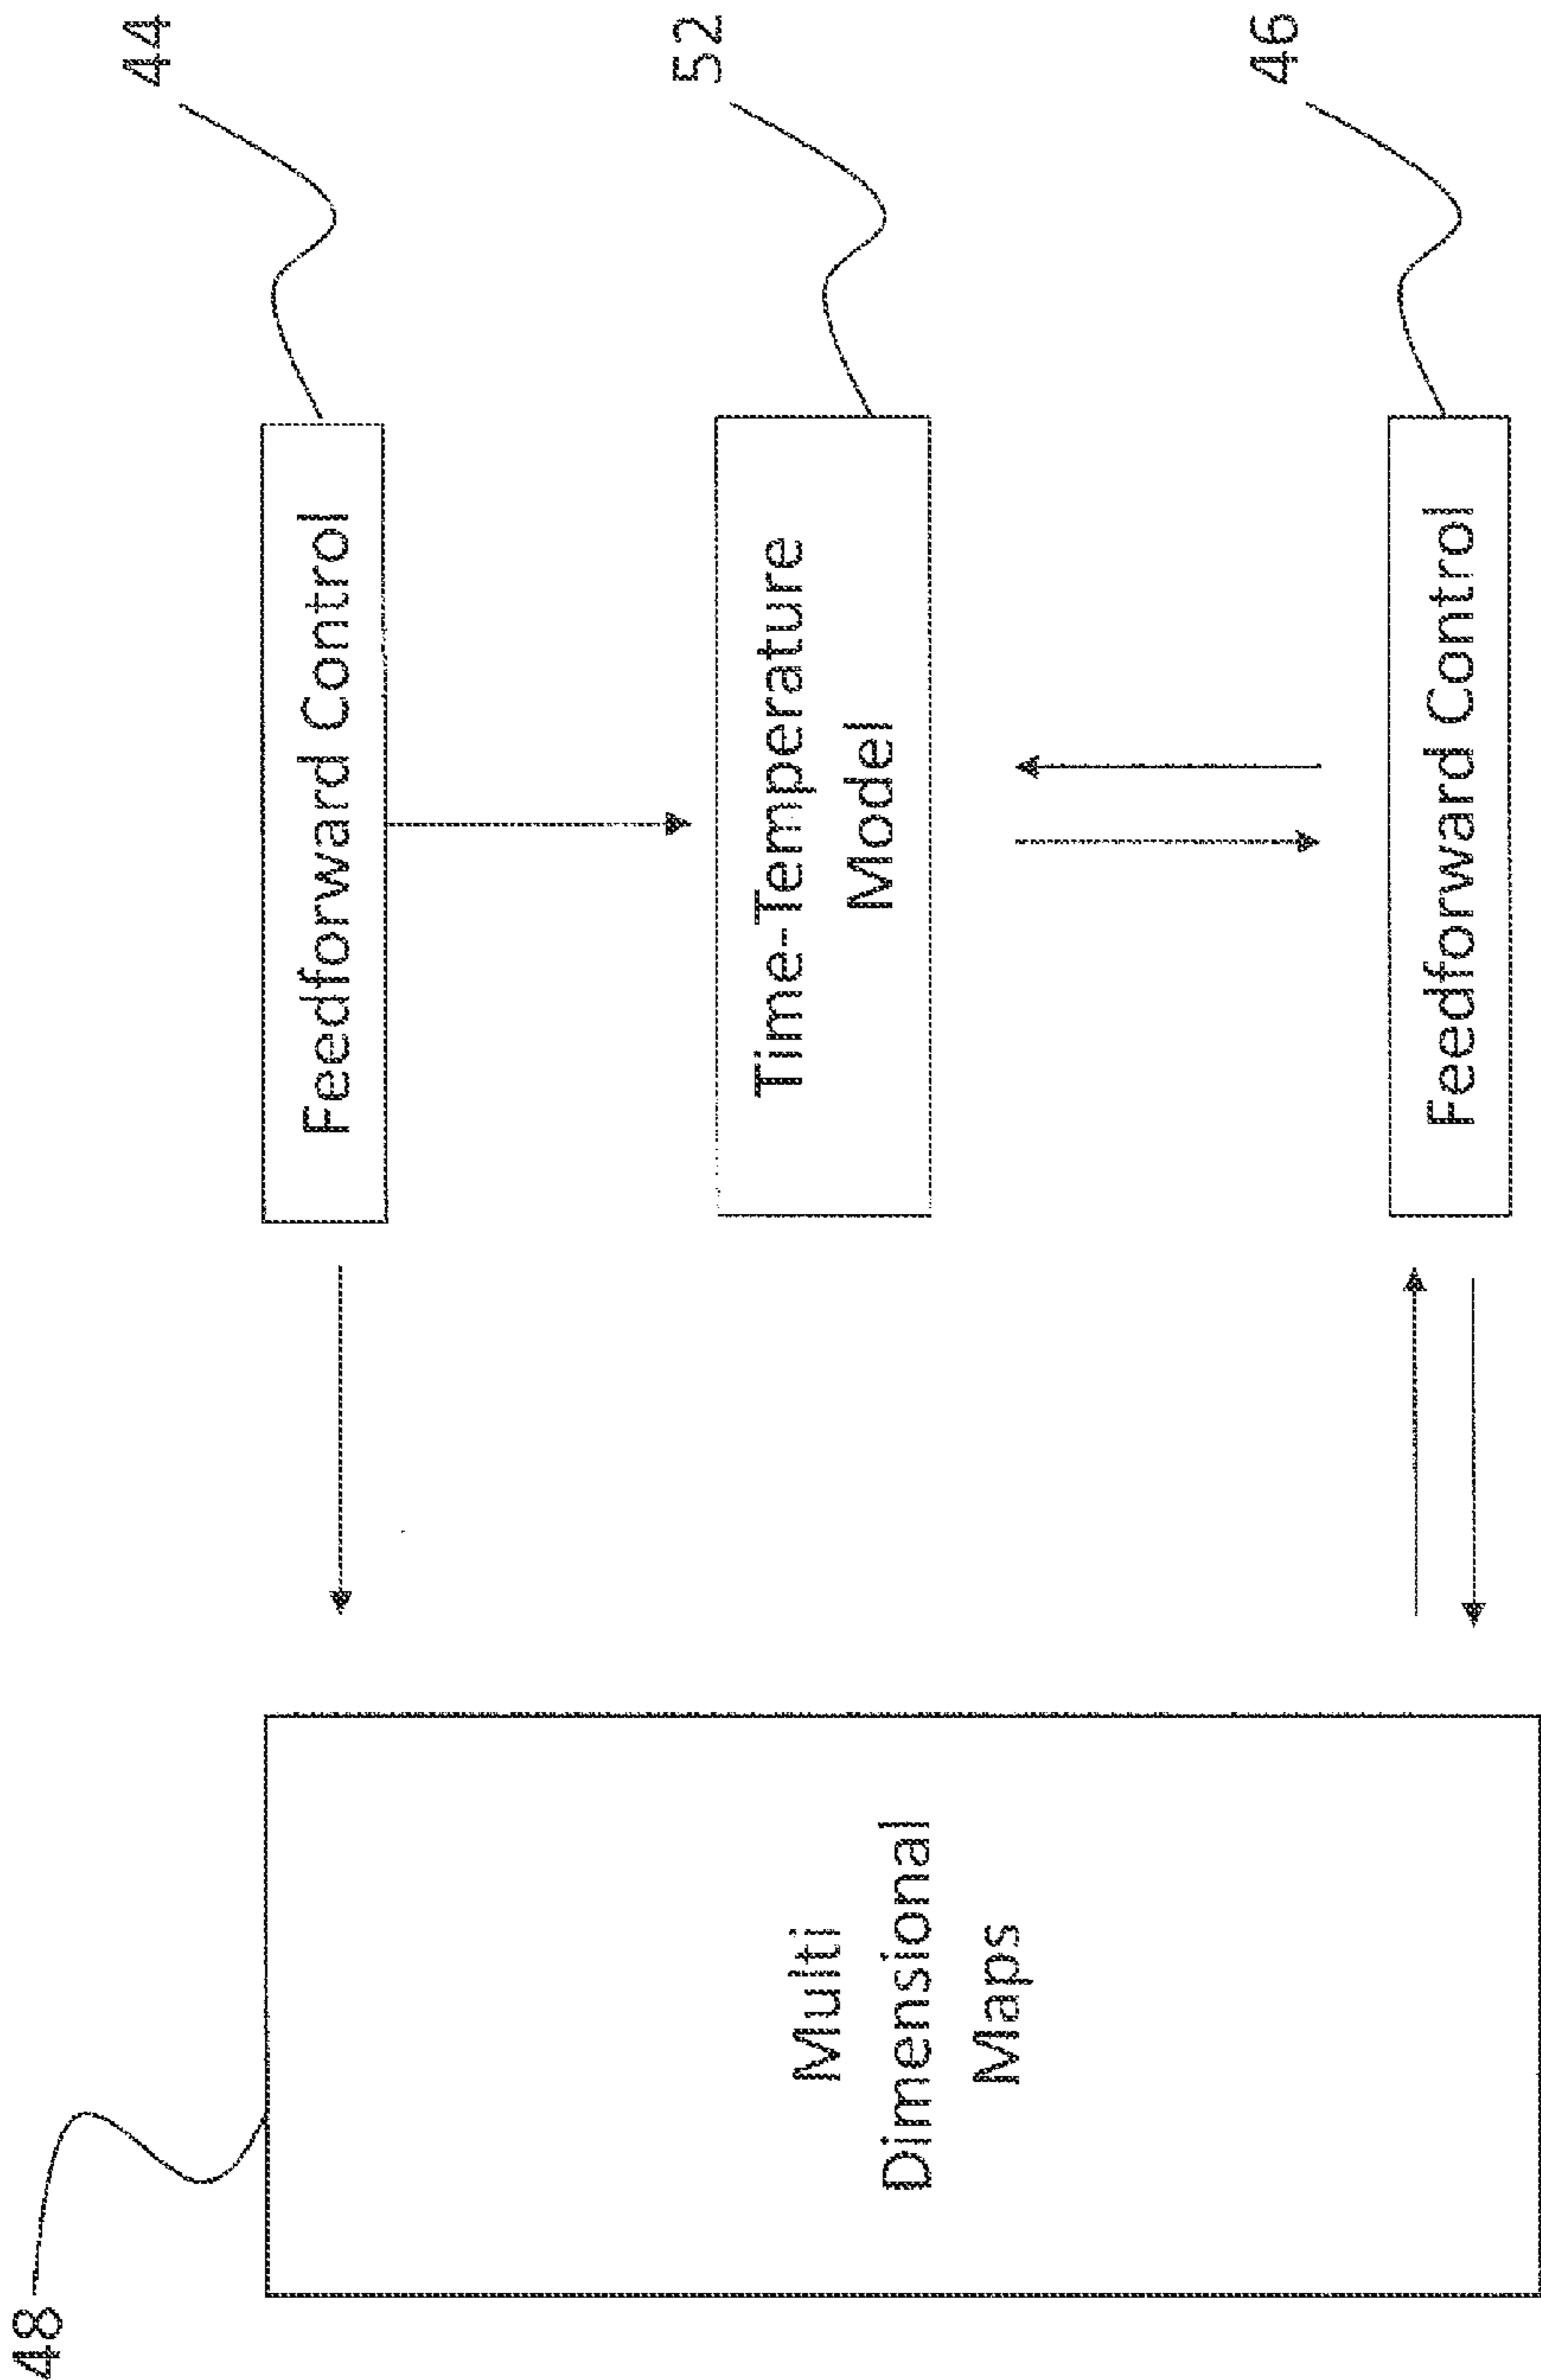 48
44
Feedforward Control
Multi
Dimensional
Maps
52
Time-Temperature
Model
46
Feedforward Control